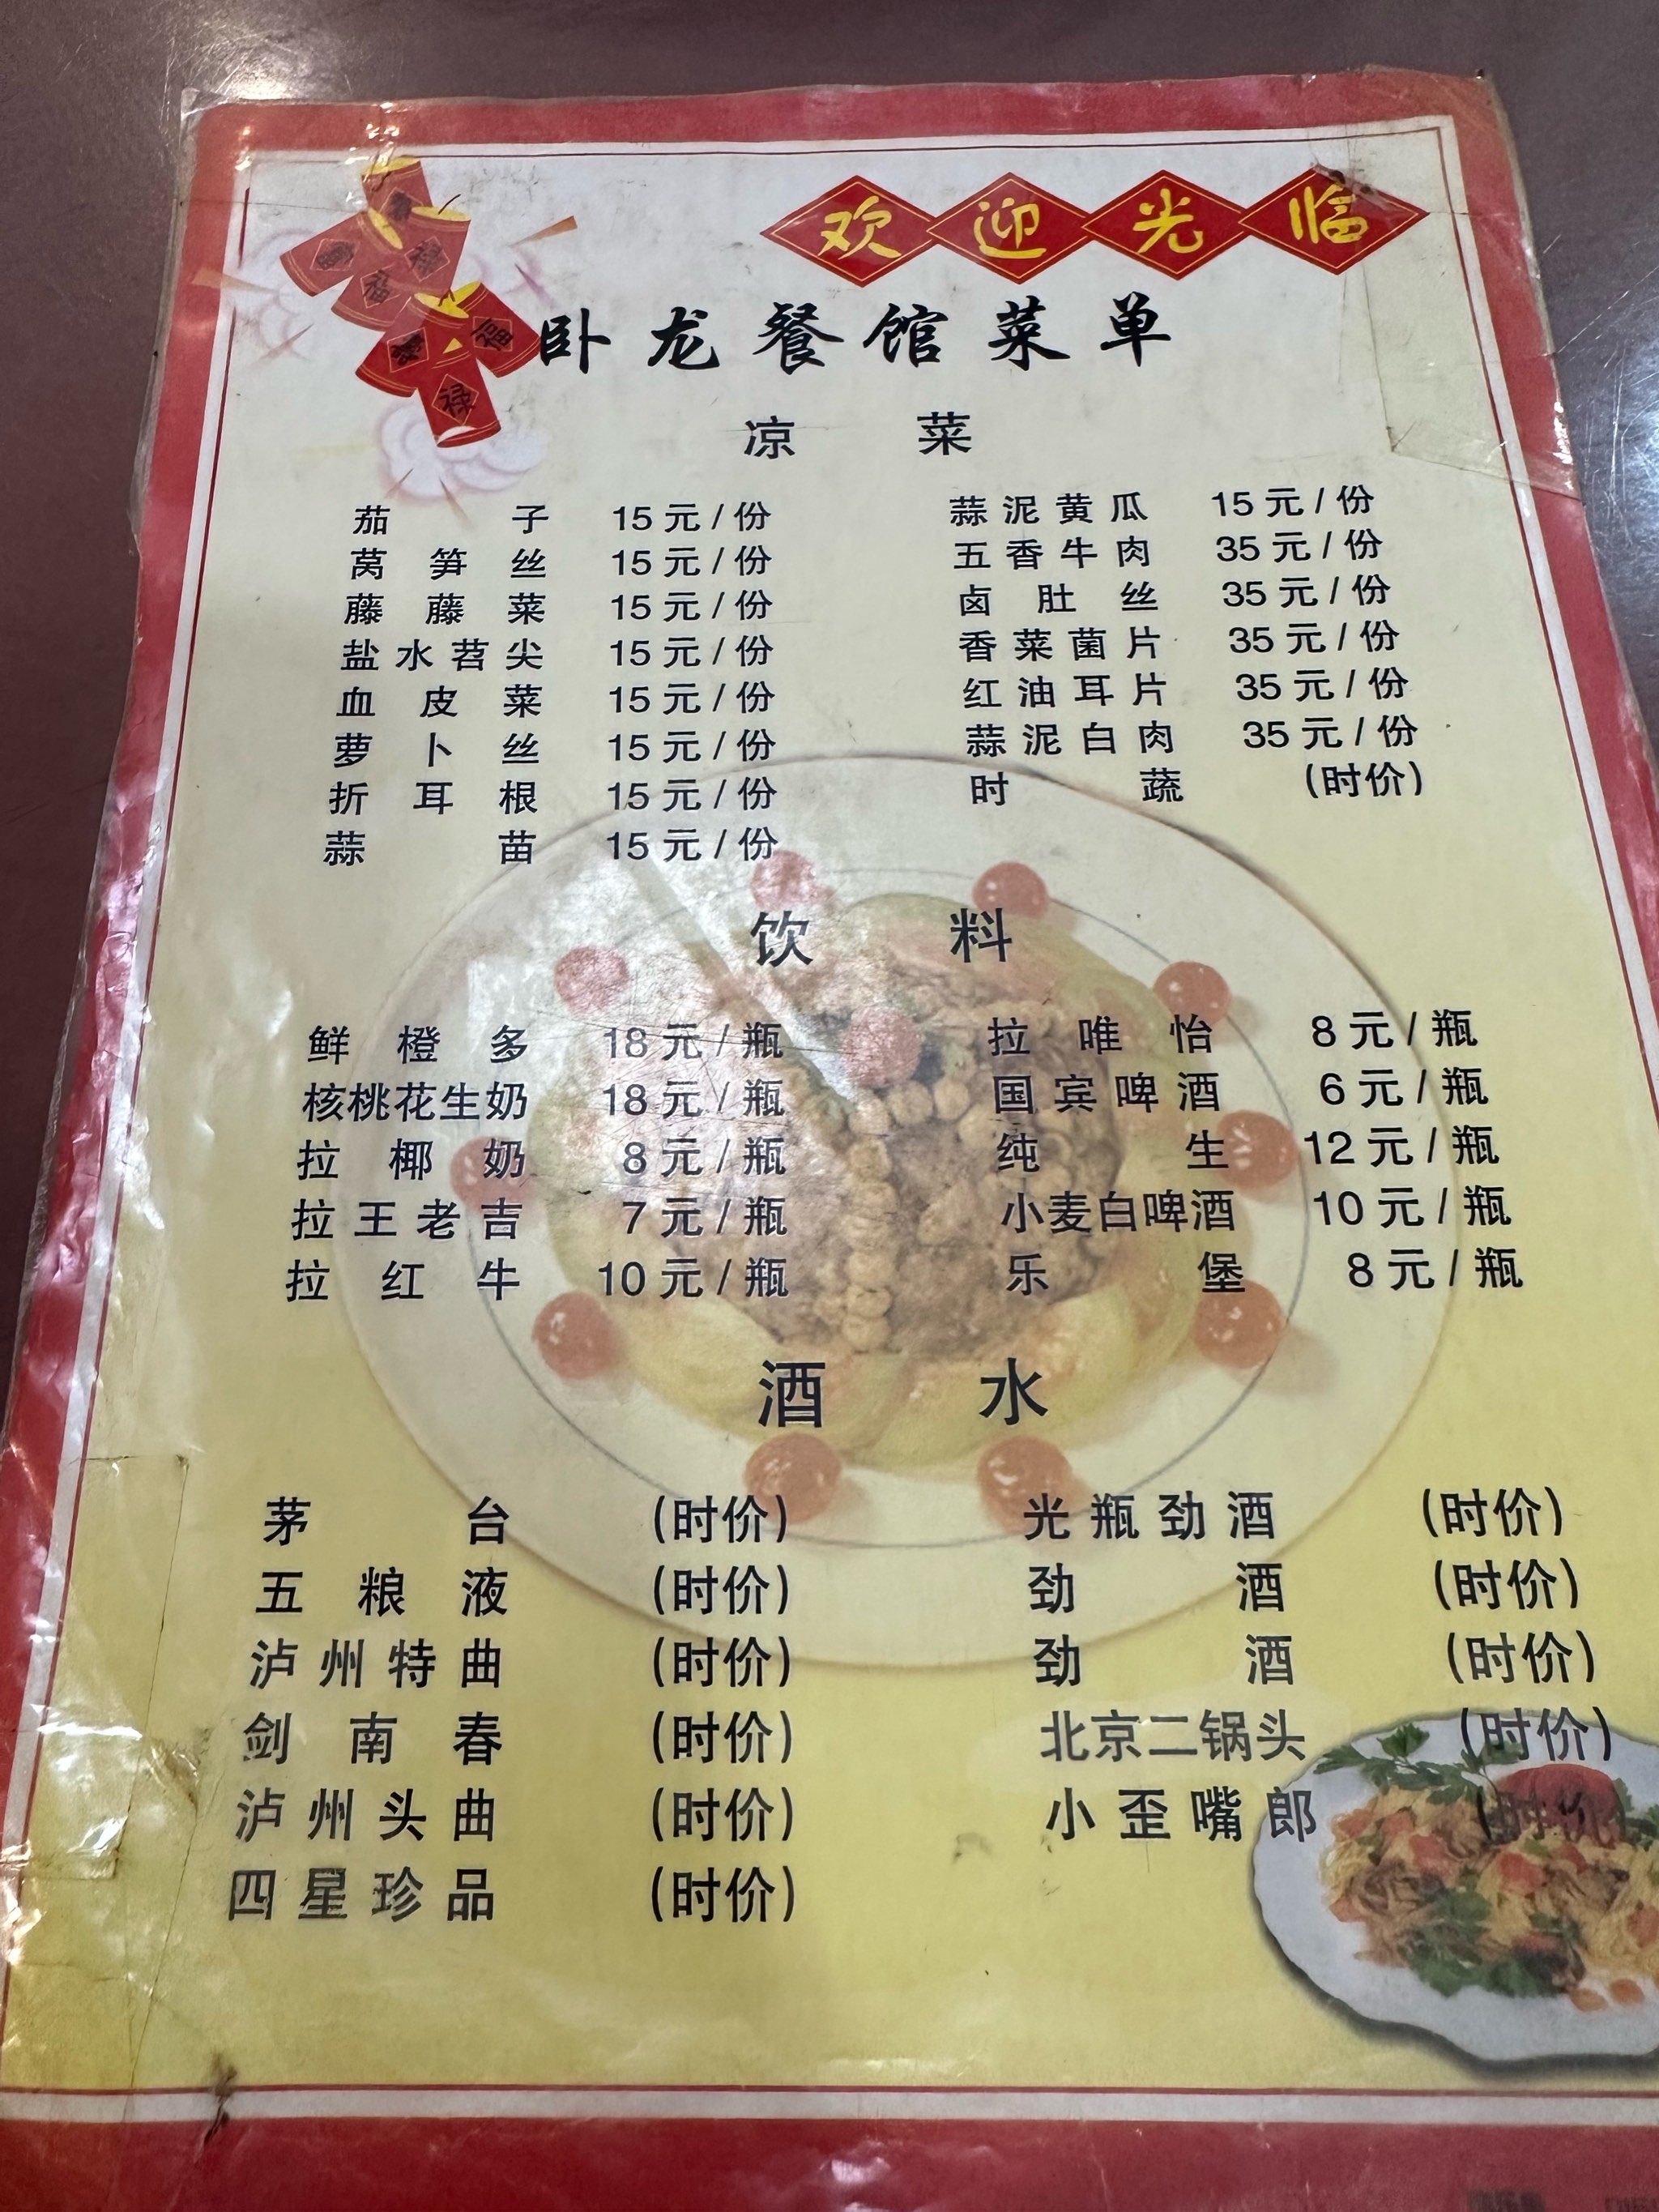 欢迎光临
卧龙餐馆菜单
凉 菜
茄 子 15元/份
莴笋丝 15元/份
藤藤菜 15元/份
盐水苕尖 15元/份
血皮菜 15元/份
萝卜丝 15元/份
折耳根 15元/份
蒜 苗 15元/份
蒜泥黄瓜 15元/份
五香牛肉 35元/份
卤肚丝 35元/份
香菜菌片 35元/份
红油耳片 35元/份
蒜泥白肉 35元/份
时 蔬 (时价)
饮 料
鲜橙多 18元/瓶
核桃花生奶 18元/瓶
拉椰奶 8元/瓶
拉王老吉 7元/瓶
拉红牛 10元/瓶
拉唯怡 8元/瓶
国宾啤酒 6元/瓶
纯 生 12元/瓶
小麦白啤酒 10元/瓶
乐 堡 8元/瓶
酒 水
茅 台 (时价)
五粮液 (时价)
泸州特曲 (时价)
剑南春 (时价)
泸州头曲 (时价)
四星珍品 (时价)
光瓶劲酒 (时价)
劲 酒 (时价)
劲 酒 (时价)
北京二锅头 (时价)
小歪嘴郎 (时价)